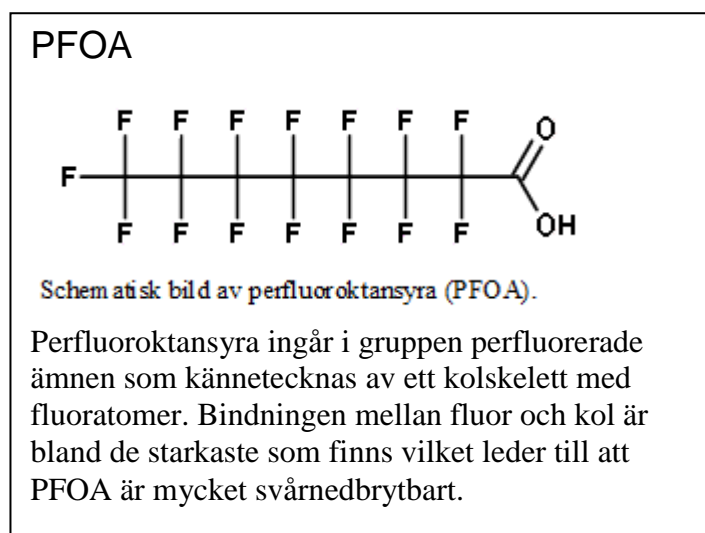 PFOA
F F F F F F F
O
F
F F F F F F F
OH
Schematisk bild av perfluoroktansyra (PFOA).
Perfluoroktansyra ingår i gruppen perfluorerade
ämnen som kännetecknas av ett kolskelett med
fluoratomer. Bindningen mellan fluor och kol är
bland de starkaste som finns vilket leder till att
PFOA är mycket svårnedbrytbart.